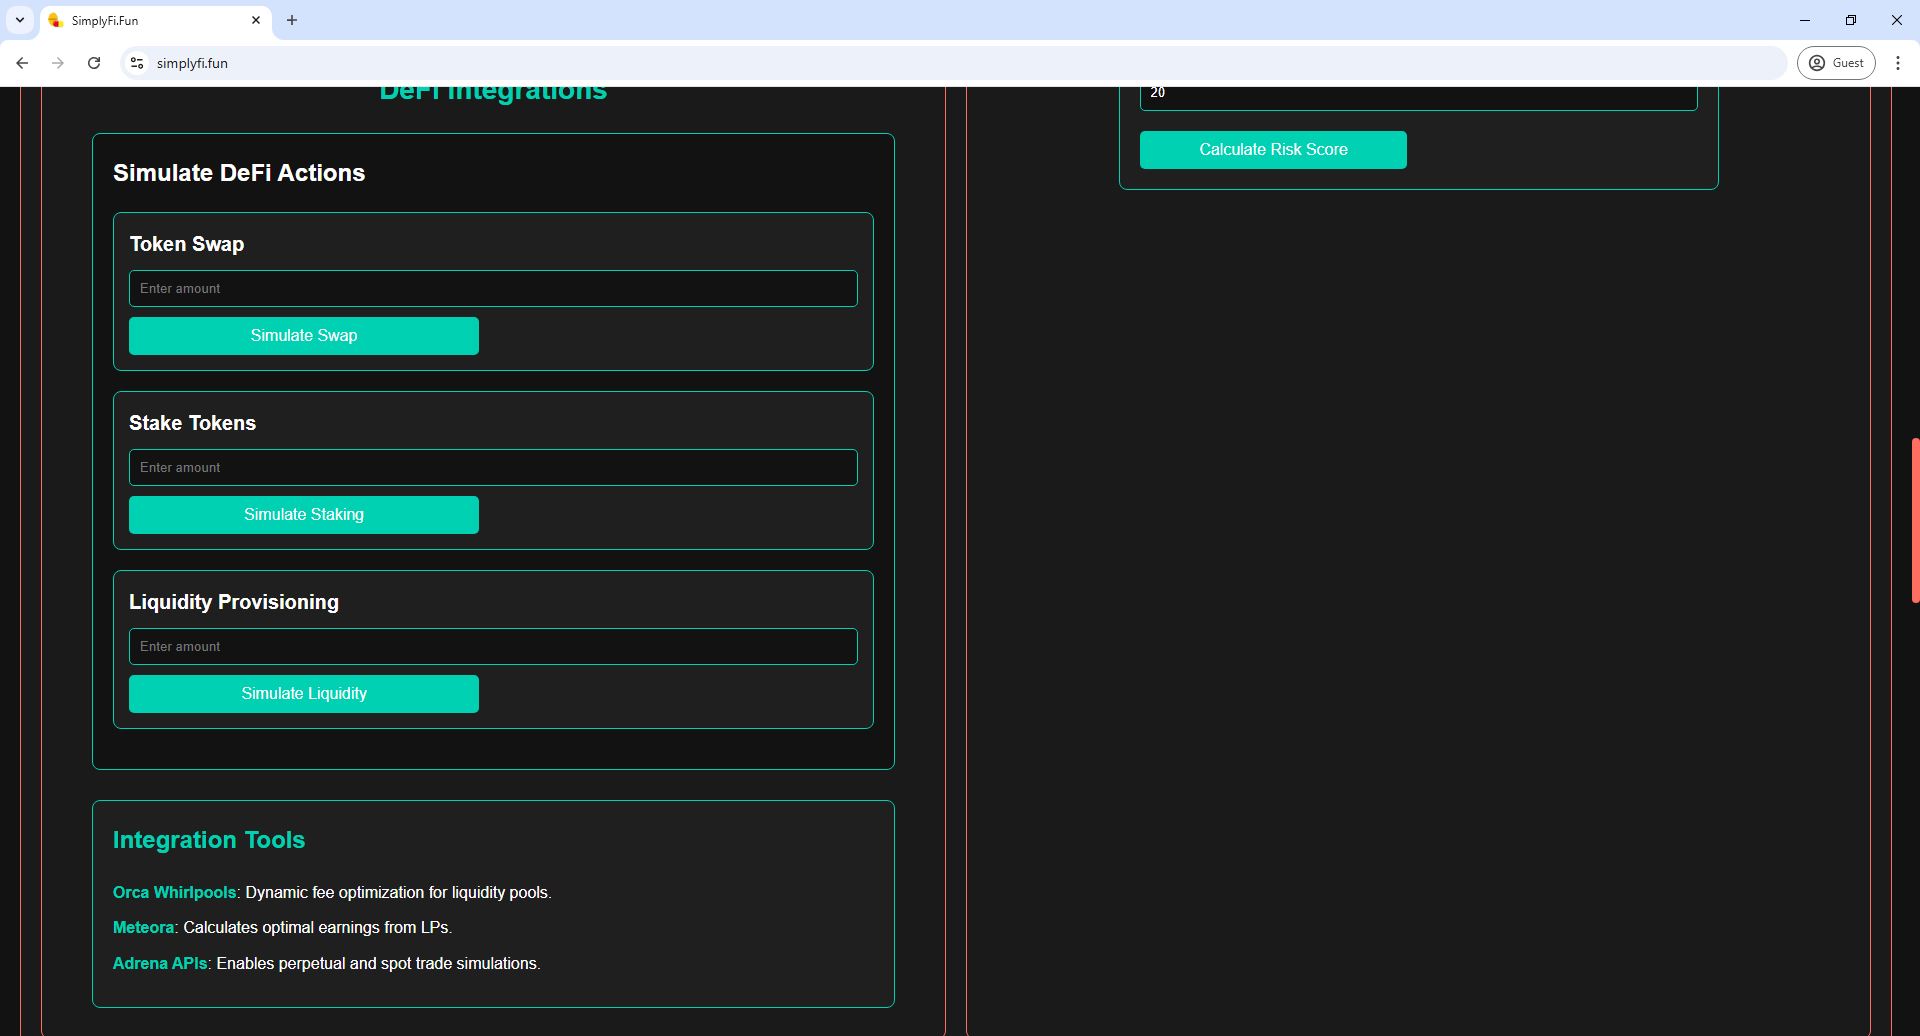 SimplyFi.Fun
simplyfi.fun
Guest
DeFi Integrations
Simulate DeFi Actions
Token Swap
Enter amount
Simulate Swap
Stake Tokens
Enter amount
Simulate Staking
Liquidity Provisioning
Enter amount
Simulate Liquidity
Integration Tools
Orca Whirlpools: Dynamic fee optimization for liquidity pools.
Meteora: Calculates optimal earnings from LPs.
Adrena APIs: Enables perpetual and spot trade simulations.
20
Calculate Risk Score